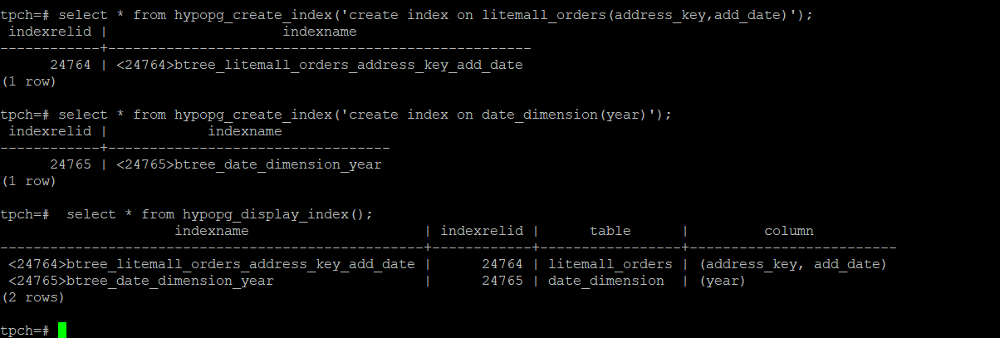 tpch=# select * from hypopg_create_index('create index on litemall_orders(address_key,add_date)');
 indexrelid |                     indexname
------------+---------------------------------------------------
      24764 | <24764>btree_litemall_orders_address_key_add_date
(1 row)
tpch=# select * from hypopg_create_index('create index on date_dimension(year)');
 indexrelid |            indexname
------------+----------------------------------
      24765 | <24765>btree_date_dimension_year
(1 row)
tpch=#  select * from hypopg_display_index();
                     indexname                     | indexrelid |      table      |         column
---------------------------------------------------+------------+-----------------+-------------------------
 <24764>btree_litemall_orders_address_key_add_date |      24764 | litemall_orders | (address_key, add_date)
 <24765>btree_date_dimension_year                  |      24765 | date_dimension  | (year)
(2 rows)
tpch=#